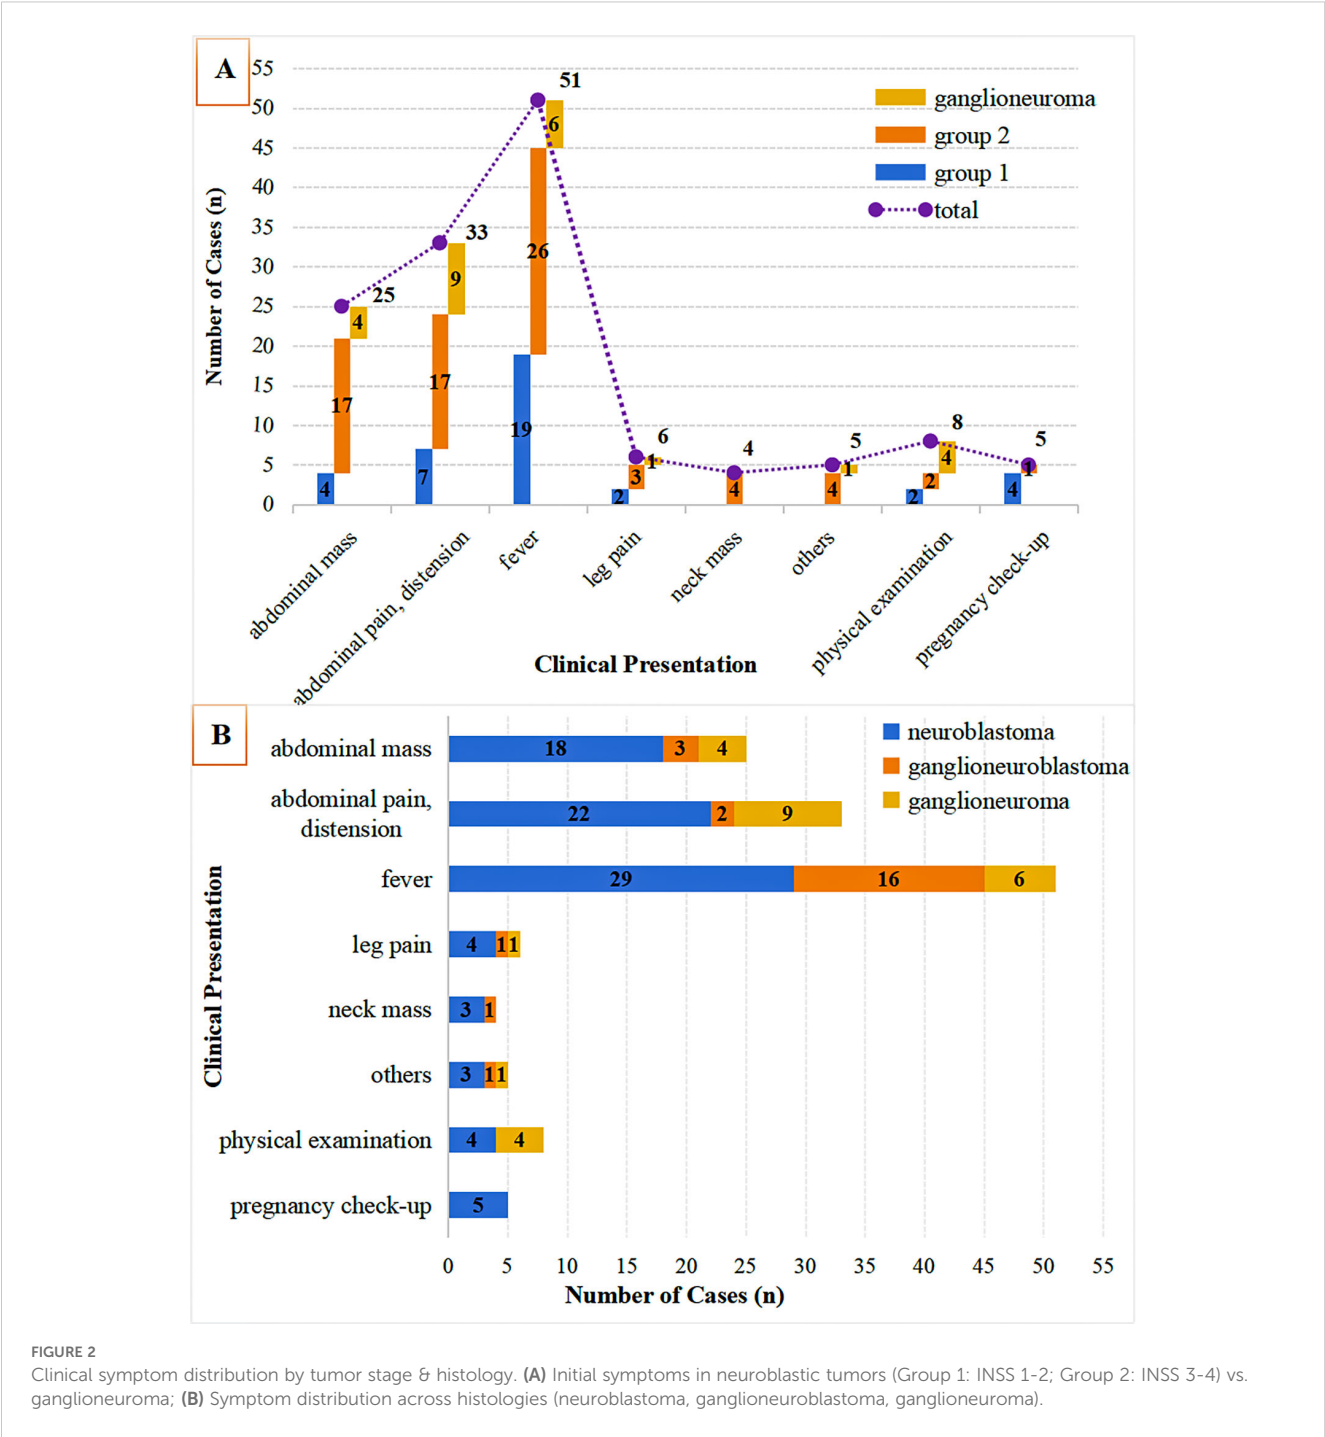 A
55
50
45
40
35
30
25
20
15
10
5
0
Number of Cases (n)
ganglioneuroma
group 2
group 1
total
25
4
17
4
33
9
17
7
51
6
26
19
6
1
3
2
4
4
5
1
4
8
4
2
2
5
1
4
abdominal mass
abdominal pain, distension
fever
leg pain
neck mass
others
physical examination
pregnancy check-up
Clinical Presentation
B
neuroblastoma
ganglioneuroblastoma
ganglioneuroma
Clinical Presentation
abdominal mass
18 3 4
abdominal pain,
distension
22 2 9
fever
29 16 6
leg pain
4 1 1
neck mass
3 1
others
3 1 1
physical examination
4 4
pregnancy check-up
5
0 5 10 15 20 25 30 35 40 45 50 55
Number of Cases (n)
FIGURE 2
Clinical symptom distribution by tumor stage & histology. (A) Initial symptoms in neuroblastic tumors (Group 1: INSS 1-2; Group 2: INSS 3-4) vs.
ganglioneuroma; (B) Symptom distribution across histologies (neuroblastoma, ganglioneuroblastoma, ganglioneuroma).